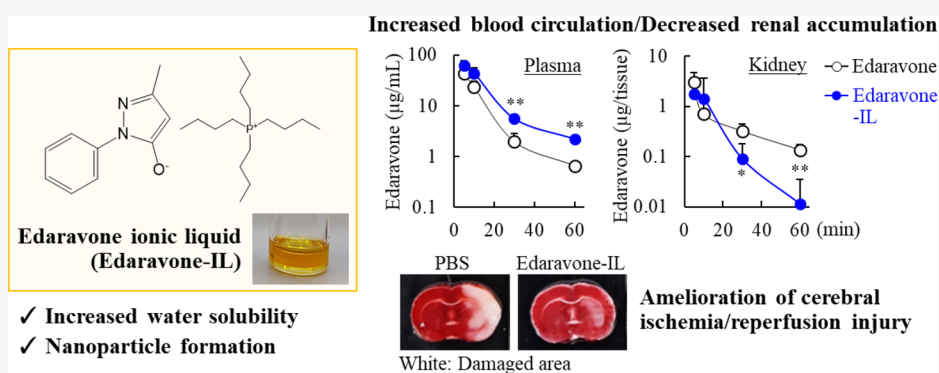 Increased blood circulation/Decreased renal accumulation
N
N
O-
P+
Edaravone ionic liquid
(Edaravone-IL)
✓ Increased water solubility
✓ Nanoparticle formation
Edaravone (μg/mL)
100
10
1
0.1
Plasma
**
**
0 20 40 60
Edaravone (μg/tissue)
10
1
0.1
0.01
Kidney
*
**
0 20 40 60 (min)
Edaravone
Edaravone
-IL
PBS Edaravone-IL
White: Damaged area
Amelioration of cerebral
ischemia/reperfusion injury